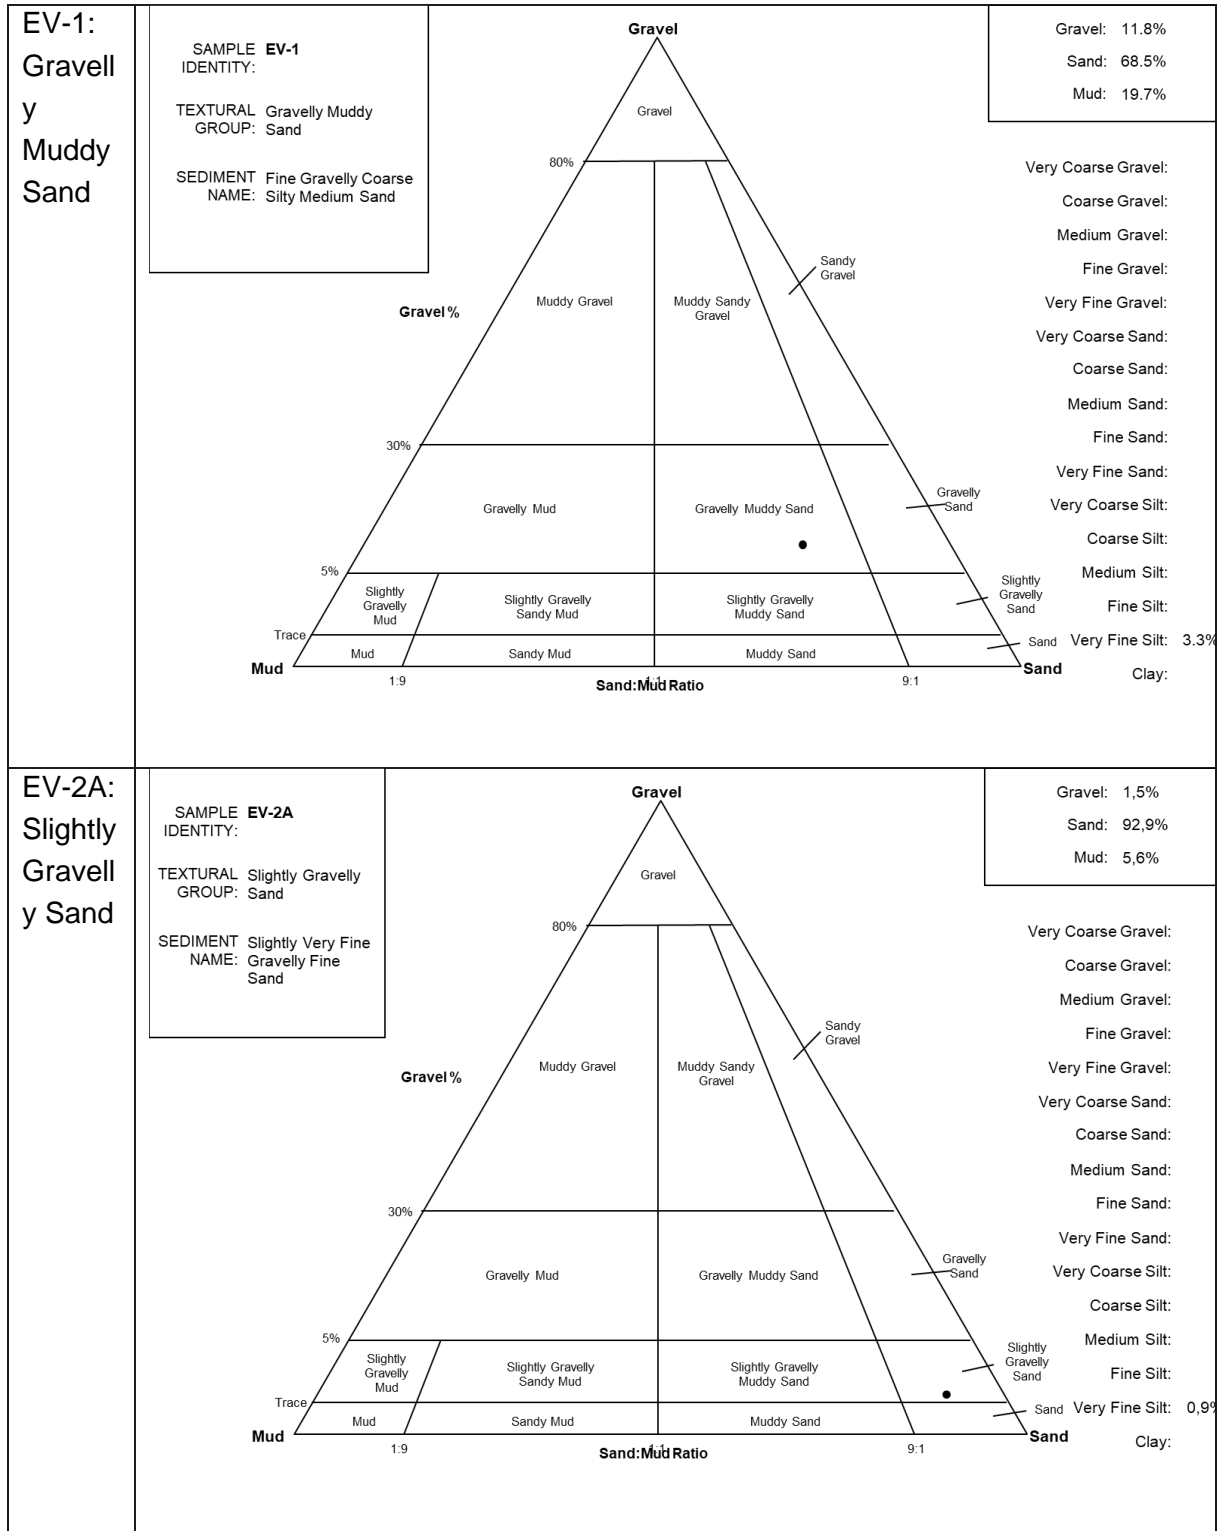 EV-1:
Gravell
y
Muddy
Sand
SAMPLE EV-1
IDENTITY:
TEXTURAL Gravelly Muddy
GROUP: Sand
SEDIMENT Fine Gravelly Coarse
NAME: Silty Medium Sand
Gravel
Gravel
80%
Sandy
Gravel
Muddy Gravel
Muddy Sandy
Gravel
Gravel %
30%
Gravelly Mud
Gravelly Muddy Sand
Gravelly
Sand
5%
Slightly
Gravelly
Mud
Slightly Gravelly
Sandy Mud
Slightly Gravelly
Muddy Sand
Slightly
Gravelly
Sand
Trace
Mud
Sandy Mud
Muddy Sand
Sand
Mud
Sand
1:9
1:1
9:1
Sand:Mud Ratio
Gravel: 11.8%
Sand: 68.5%
Mud: 19.7%
Very Coarse Gravel:
Coarse Gravel:
Medium Gravel:
Fine Gravel:
Very Fine Gravel:
Very Coarse Sand:
Coarse Sand:
Medium Sand:
Fine Sand:
Very Fine Sand:
Very Coarse Silt:
Coarse Silt:
Medium Silt:
Fine Silt:
Very Fine Silt: 3.3%
Clay:
EV-2A:
Slightly
Gravell
y Sand
SAMPLE EV-2A
IDENTITY:
TEXTURAL Slightly Gravelly
GROUP: Sand
SEDIMENT Slightly Very Fine
NAME: Gravelly Fine
Sand
Gravel
Gravel
80%
Sandy
Gravel
Muddy Gravel
Muddy Sandy
Gravel
Gravel %
30%
Gravelly Mud
Gravelly Muddy Sand
Gravelly
Sand
5%
Slightly
Gravelly
Mud
Slightly Gravelly
Sandy Mud
Slightly Gravelly
Muddy Sand
Slightly
Gravelly
Sand
Trace
Mud
Sandy Mud
Muddy Sand
Sand
Mud
Sand
1:9
1:1
9:1
Sand:Mud Ratio
Gravel: 1,5%
Sand: 92,9%
Mud: 5,6%
Very Coarse Gravel:
Coarse Gravel:
Medium Gravel:
Fine Gravel:
Very Fine Gravel:
Very Coarse Sand:
Coarse Sand:
Medium Sand:
Fine Sand:
Very Fine Sand:
Very Coarse Silt:
Coarse Silt:
Medium Silt:
Fine Silt:
Very Fine Silt: 0,9%
Clay: